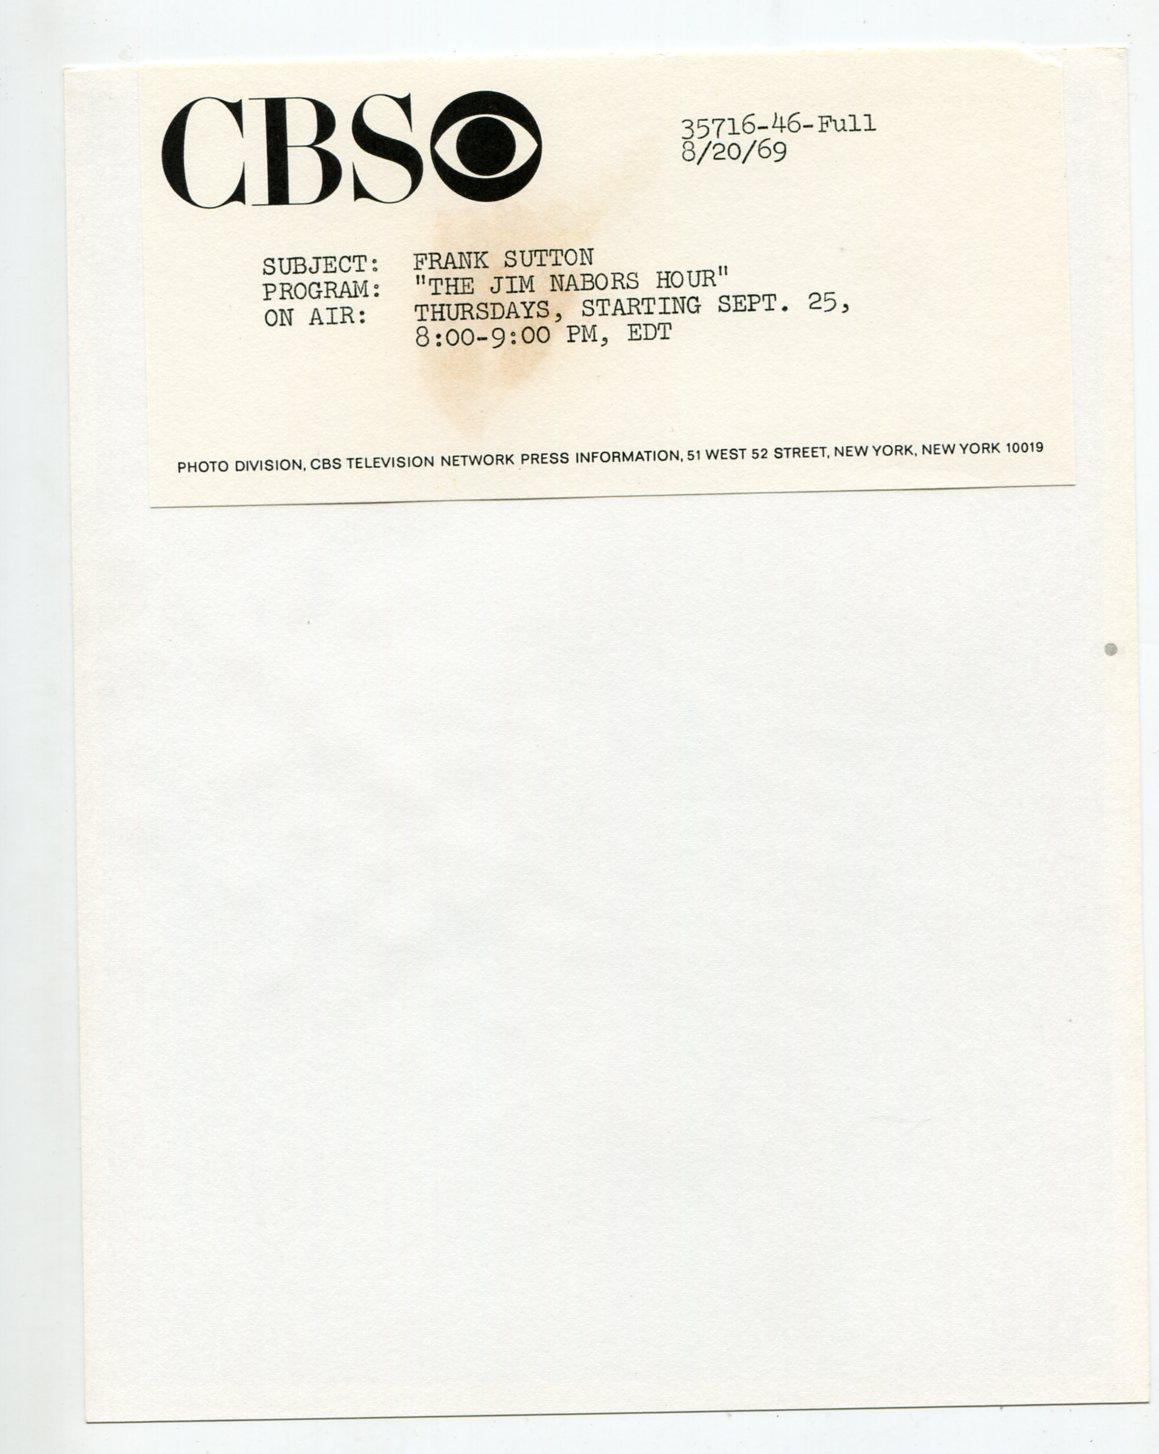 CBS
35716-46-Full
8/20/69
SUBJECT: FRANK SUTTON
PROGRAM: "THE JIM NABORS HOUR"
ON AIR: THURSDAYS, STARTING SEPT. 25,
8:00-9:00 PM, EDT
PHOTO DIVISION, CBS TELEVISION NETWORK PRESS INFORMATION, 51 WEST 52 STREET, NEW YORK, NEW YORK 10019